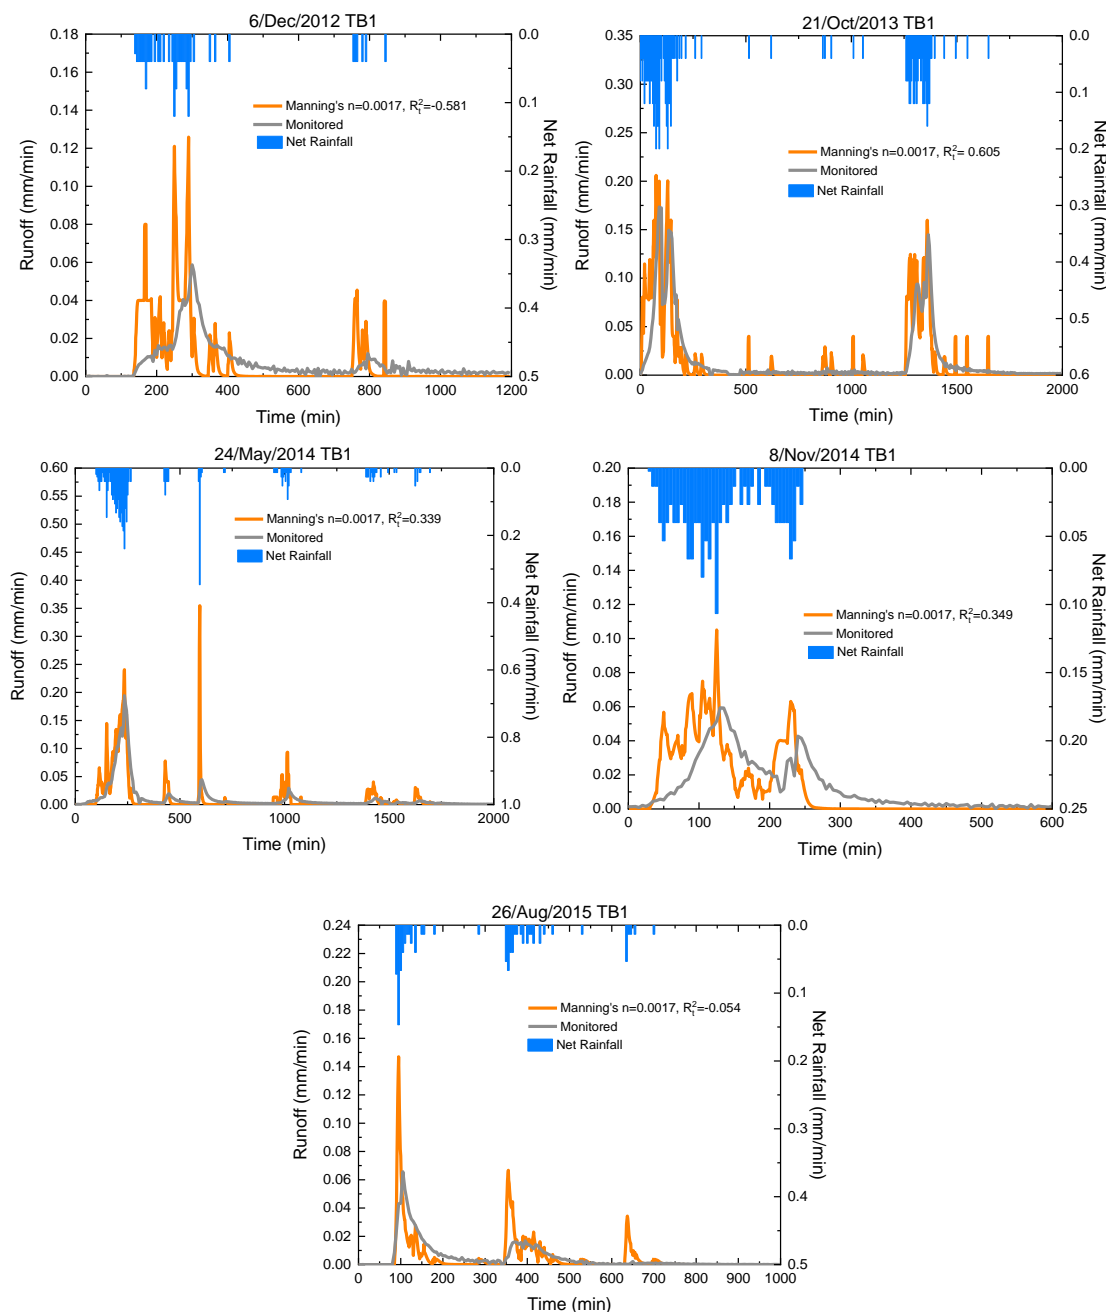 6/Dec/2012 TB1
0.18
0.16
0.14
0.12
0.10
0.08
0.06
0.04
0.02
0.00
Runoff (mm/min)
0 200 400 600 800 1000 1200
Time (min)
0.0
0.1
0.2
0.3
0.4
0.5
Net Rainfall (mm/min)
Manning's n=0.0017, R_t^2=-0.581
Monitored
Net Rainfall
21/Oct/2013 TB1
0.35
0.30
0.25
0.20
0.15
0.10
0.05
0.00
Runoff (mm/min)
0 500 1000 1500 2000
Time (min)
0.0
0.1
0.2
0.3
0.4
0.5
0.6
Net Rainfall (mm/min)
Manning's n=0.0017, R_t^2= 0.605
Monitored
Net Rainfall
24/May/2014 TB1
0.60
0.55
0.50
0.45
0.40
0.35
0.30
0.25
0.20
0.15
0.10
0.05
0.00
Runoff (mm/min)
0 500 1000 1500 2000
Time (min)
0.0
0.2
0.4
0.6
0.8
1.0
Net Rainfall (mm/min)
Manning's n=0.0017, R_t^2=0.339
Monitored
Net Rainfall
8/Nov/2014 TB1
0.20
0.18
0.16
0.14
0.12
0.10
0.08
0.06
0.04
0.02
0.00
Runoff (mm/min)
0 100 200 300 400 500 600
Time (min)
0.00
0.05
0.10
0.15
0.20
0.25
Net Rainfall (mm/min)
Manning's n=0.0017, R_t^2=0.349
Monitored
Net Rainfall
26/Aug/2015 TB1
0.24
0.22
0.20
0.18
0.16
0.14
0.12
0.10
0.08
0.06
0.04
0.02
0.00
Runoff (mm/min)
0 100 200 300 400 500 600 700 800 900 1000
Time (min)
0.0
0.1
0.2
0.3
0.4
0.5
Net Rainfall (mm/min)
Manning's n=0.0017, R_t^2=-0.054
Monitored
Net Rainfall